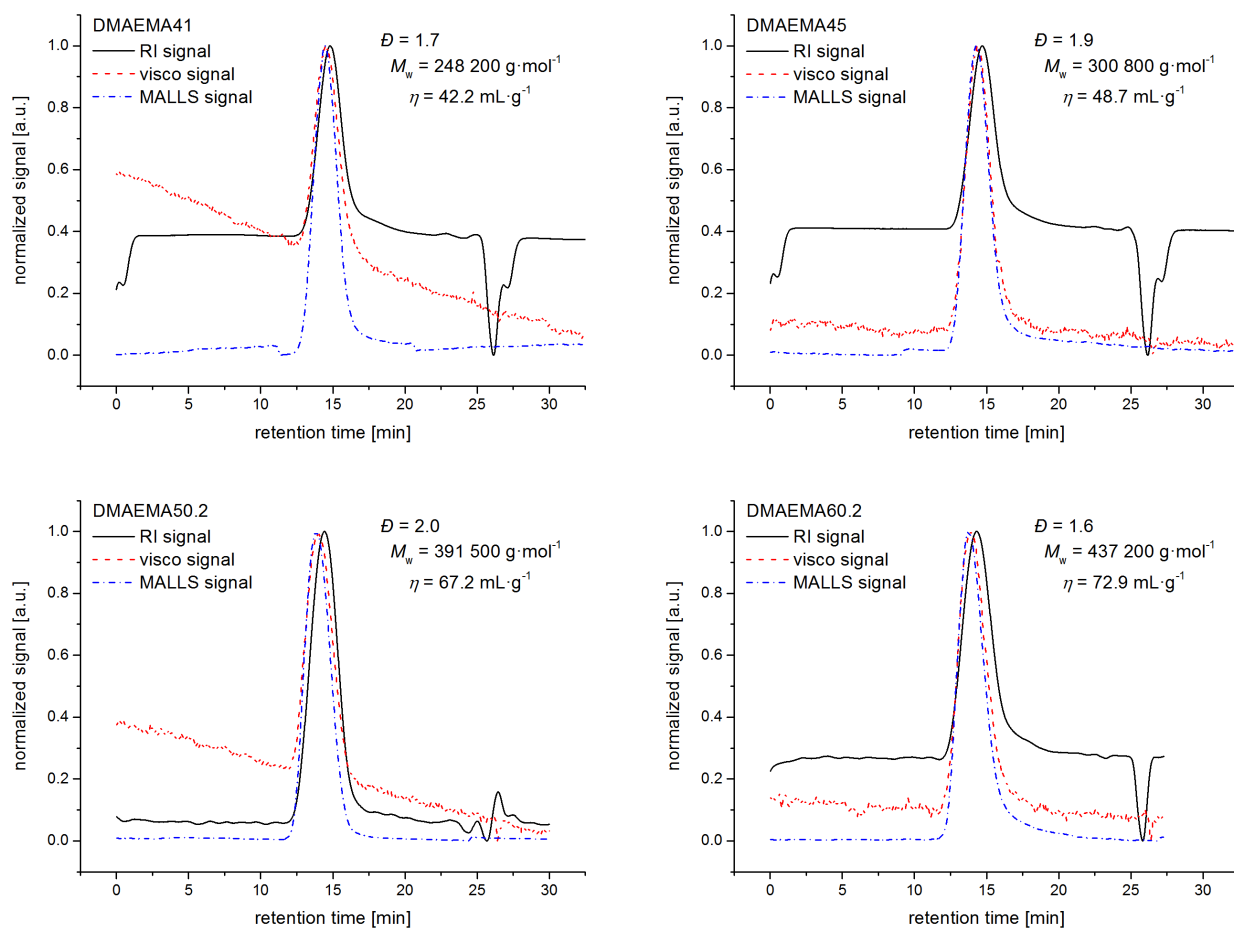 DMAEMA41
RI signal
visco signal
MALLS signal
Đ = 1.7
Mw = 248 200 g·mol⁻¹
η = 42.2 mL·g⁻¹
normalized signal [a.u.]
1.0
0.8
0.6
0.4
0.2
0.0
0 5 10 15 20 25 30
retention time [min]
DMAEMA45
RI signal
visco signal
MALLS signal
Đ = 1.9
Mw = 300 800 g·mol⁻¹
η = 48.7 mL·g⁻¹
normalized signal [a.u.]
1.0
0.8
0.6
0.4
0.2
0.0
0 5 10 15 20 25 30
retention time [min]
DMAEMA50.2
RI signal
visco signal
MALLS signal
Đ = 2.0
Mw = 391 500 g·mol⁻¹
η = 67.2 mL·g⁻¹
normalized signal [a.u.]
1.0
0.8
0.6
0.4
0.2
0.0
0 5 10 15 20 25 30
retention time [min]
DMAEMA60.2
RI signal
visco signal
MALLS signal
Đ = 1.6
Mw = 437 200 g·mol⁻¹
η = 72.9 mL·g⁻¹
normalized signal [a.u.]
1.0
0.8
0.6
0.4
0.2
0.0
0 5 10 15 20 25 30
retention time [min]